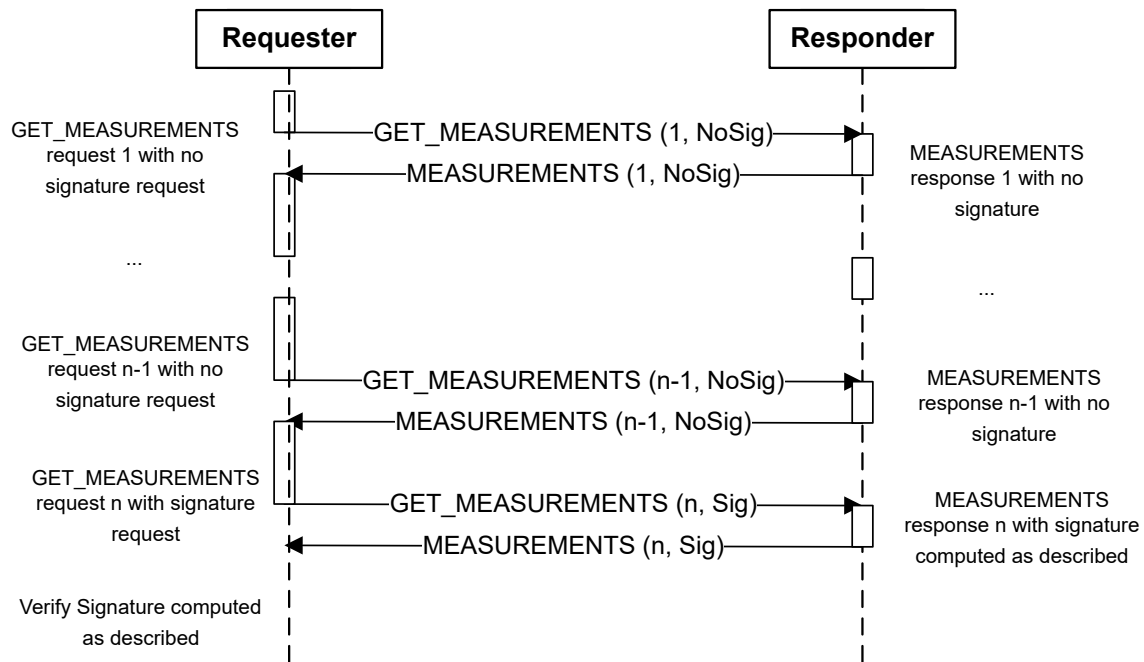 Requester
Responder
GET_MEASUREMENTS
request 1 with no
signature request
GET_MEASUREMENTS (1, NoSig)
MEASUREMENTS (1, NoSig)
MEASUREMENTS
response 1 with no
signature
...
...
GET_MEASUREMENTS
request n-1 with no
signature request
GET_MEASUREMENTS (n-1, NoSig)
MEASUREMENTS (n-1, NoSig)
MEASUREMENTS
response n-1 with no
signature
GET_MEASUREMENTS
request n with signature
request
GET_MEASUREMENTS (n, Sig)
MEASUREMENTS (n, Sig)
MEASUREMENTS
response n with signature
computed as described
Verify Signature computed
as described